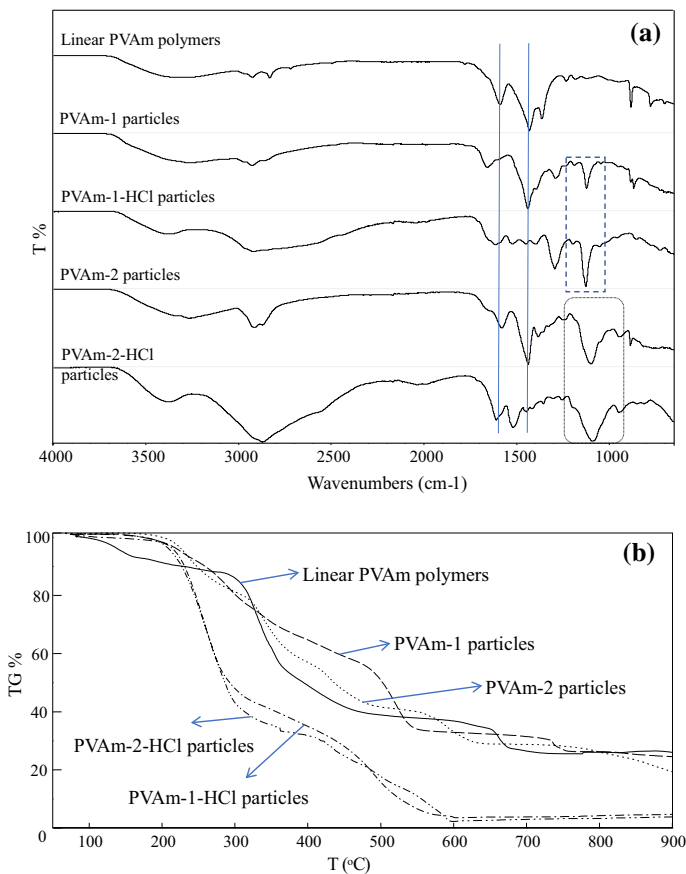 (a)
Linear PVAm polymers
PVAm-1 particles
PVAm-1-HCl particles
PVAm-2 particles
PVAm-2-HCl
particles
T %
4000 3500 3000 2500 2000 1500 1000
Wavenumbers (cm-1)
(b)
100
80
60
40
20
0
TG %
Linear PVAm polymers
PVAm-1 particles
PVAm-2 particles
PVAm-2-HCl particles
PVAm-1-HCl particles
100 200 300 400 500 600 700 800 900
T (oC)